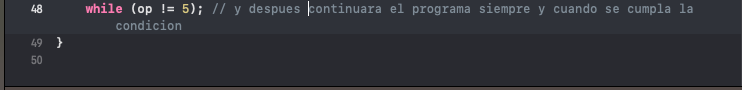 48 while (op != 5); // y despues continuara el programa siempre y cuando se cumpla la
condicion
49 }
50